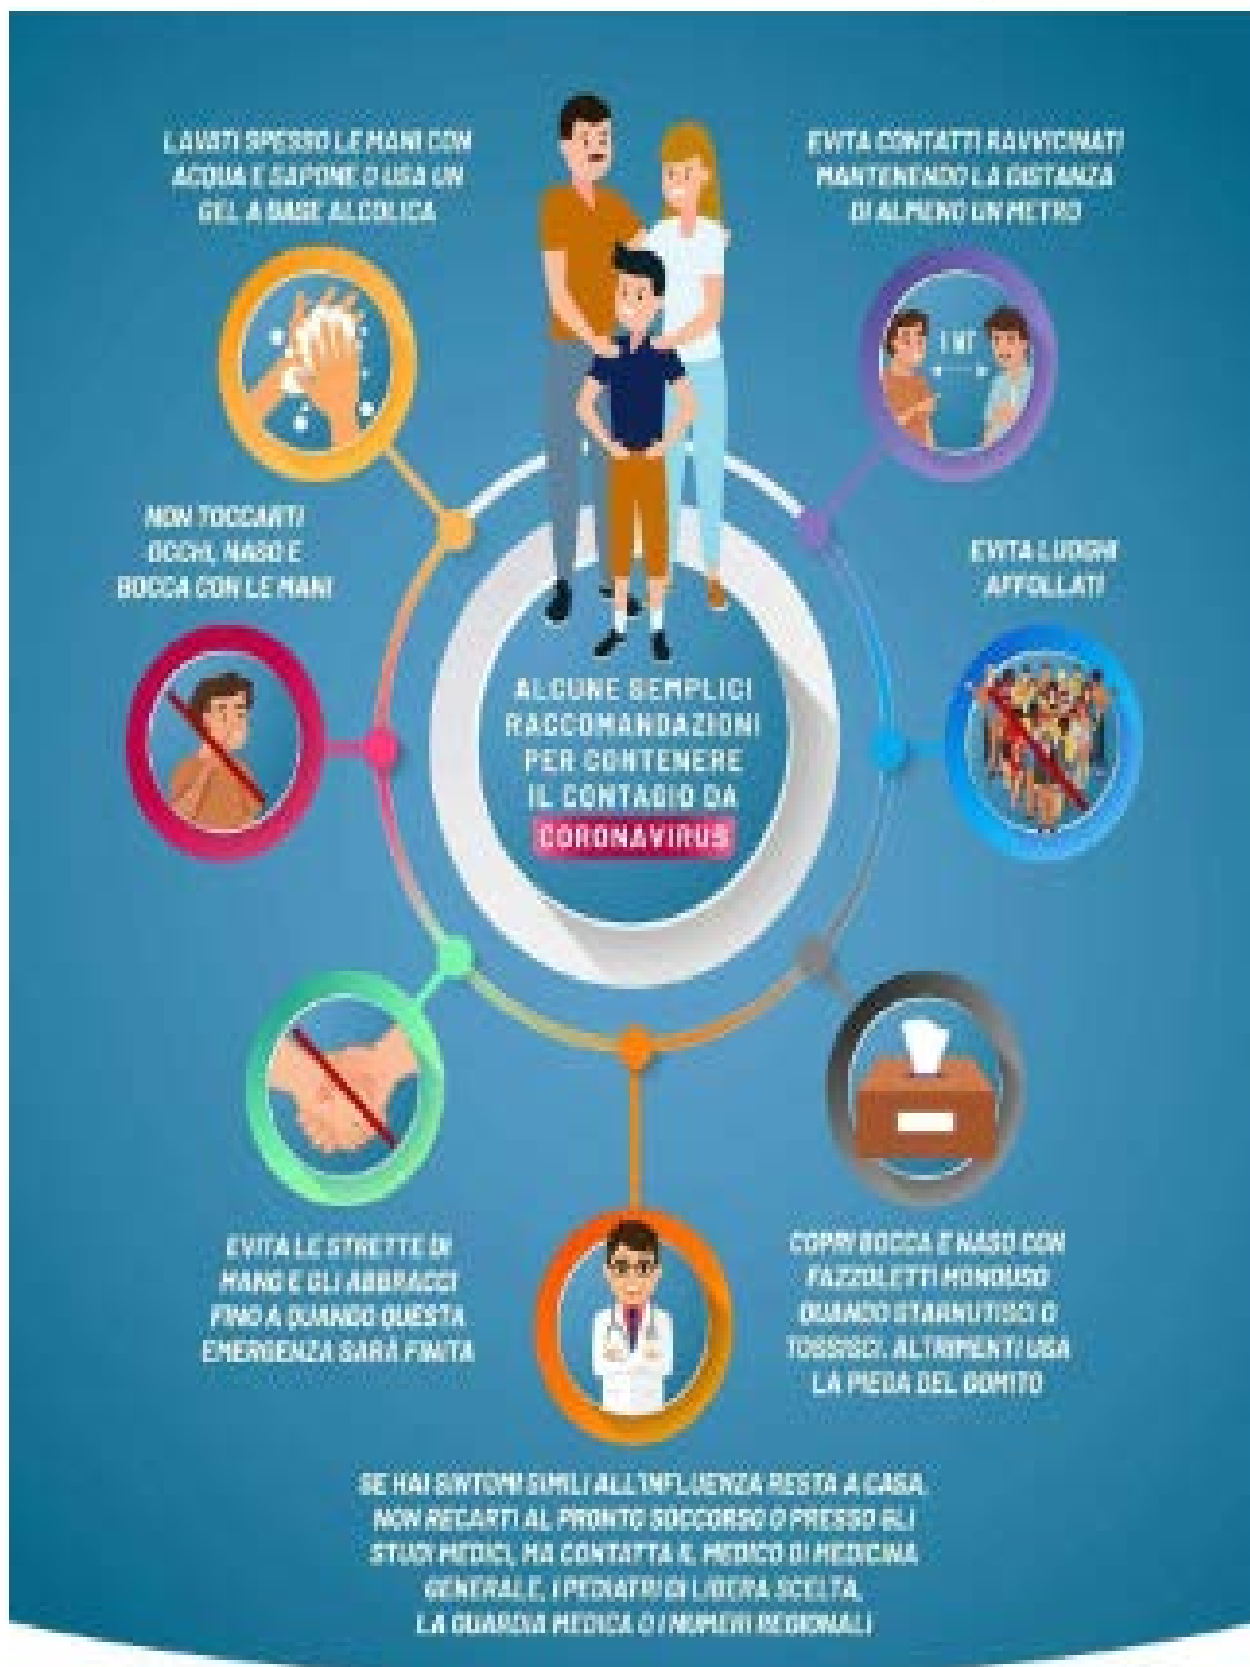 LAVATI SPESSO LE MANI CON
ACQUA E SAPONE O USA UN
GEL A BASE ALCOLICA
EVITA CONTATTI RAVVICINATI
MANTENENDO LA DISTANZA
DI ALMENO UN METRO
1 MT
NON TOCCARTI
OCCHI, NASO E
BOCCA CON LE MANI
EVITA LUOGHI
AFFOLLATI
ALCUNE SEMPLICI
RACCOMANDAZIONI
PER CONTENERE
IL CONTAGIO DA
CORONAVIRUS
EVITA LE STRETTE DI
MANO E GLI ABBRACCI
FINO A QUANDO QUESTA
EMERGENZA SARÀ FINITA
COPRI BOCCA E NASO CON
FAZZOLETTI MONOUSO
QUANDO STARNUTISCI O
TOSSISCI. ALTRIMENTI USA
LA PIEGA DEL GOMITO
SE HAI SINTOMI SIMILI ALL'INFLUENZA RESTA A CASA,
NON RECARTI AL PRONTO SOCCORSO O PRESSO GLI
STUDI MEDICI, MA CONTATTA IL MEDICO DI MEDICINA
GENERALE, I PEDIATRI DI LIBERA SCELTA,
LA GUARDIA MEDICA O I NUMERI REGIONALI